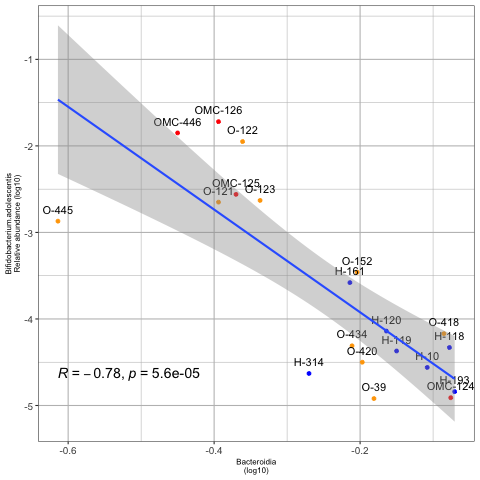 -1
-2
-3
-4
-5
Bifidobacterium.adolescentis
Relative abundance (log10)
OMC-126
OMC-446
O-122
OMC-125
O-121
O-123
O-445
O-152
H-161
H-120
O-418
O-434
H-119
H-118
O-420
H-10
H-314
H-193
OMC-124
O-39
R = −0.78, p = 5.6e-05
-0.6
-0.4
-0.2
Bacteroidia
(log10)